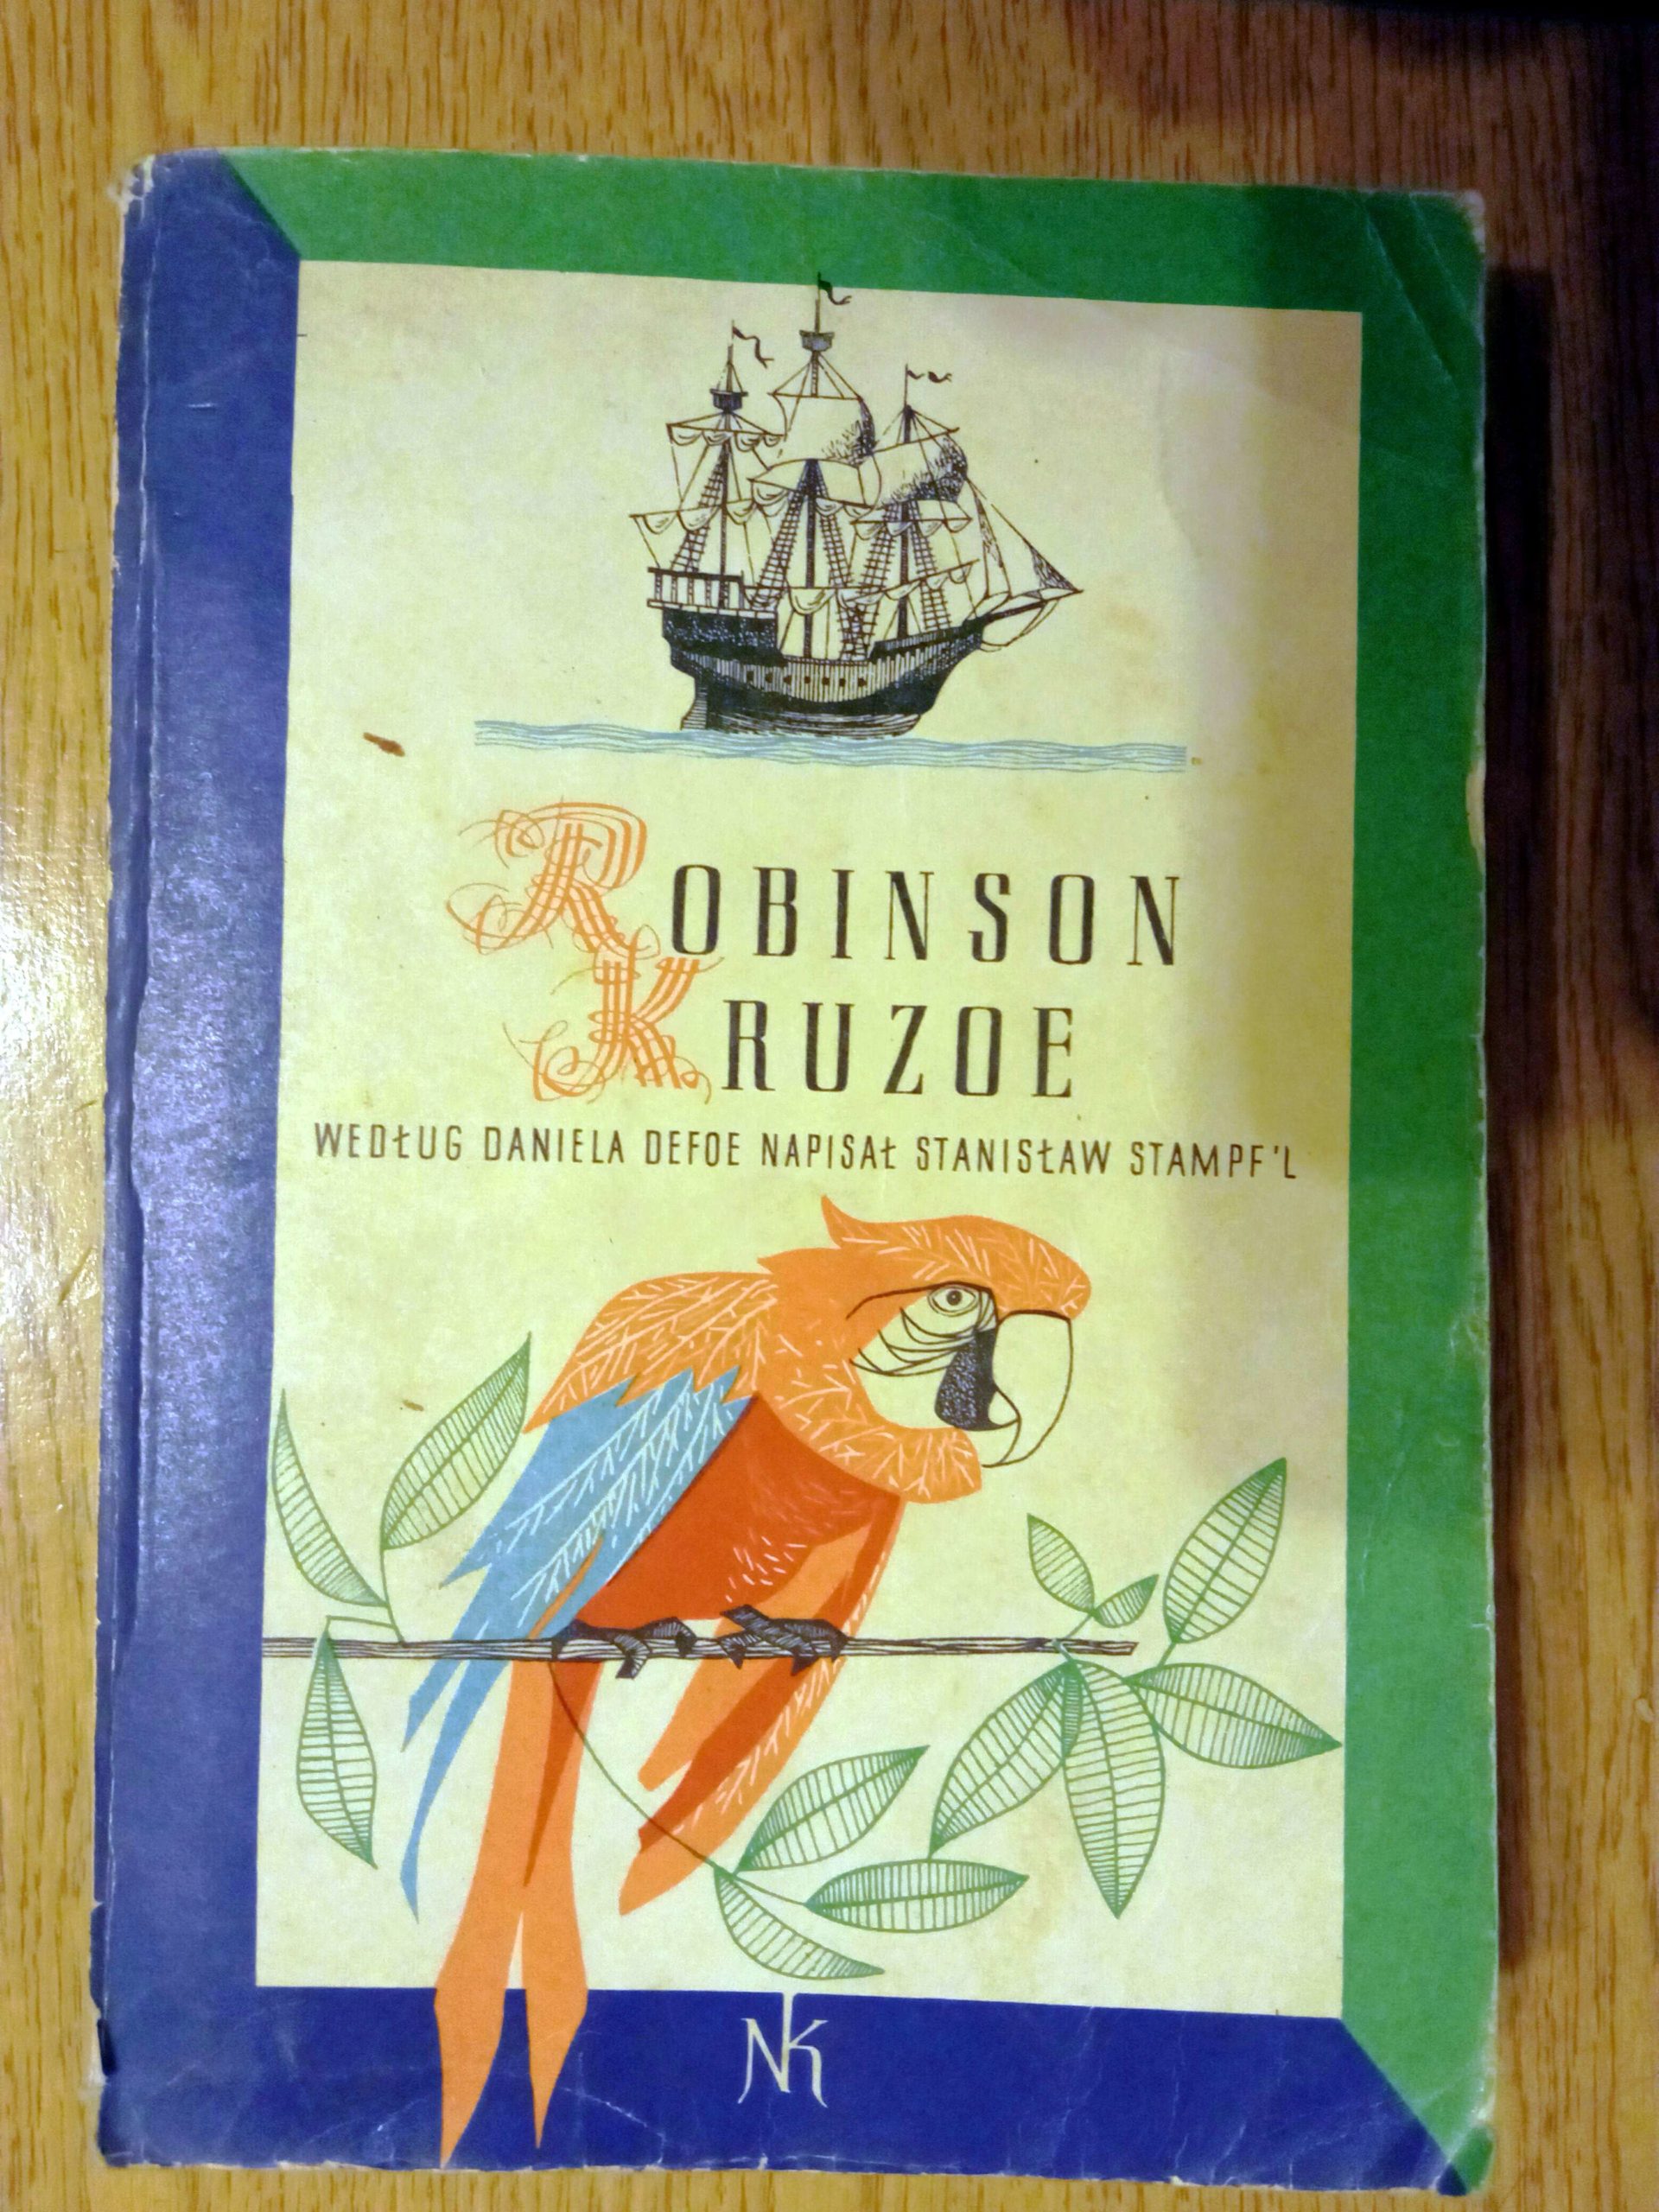 ROBINSON
KRUZOE
WEDŁUG DANIELA DEFOE NAPISAŁ STANISŁAW STAMPF'L
NK